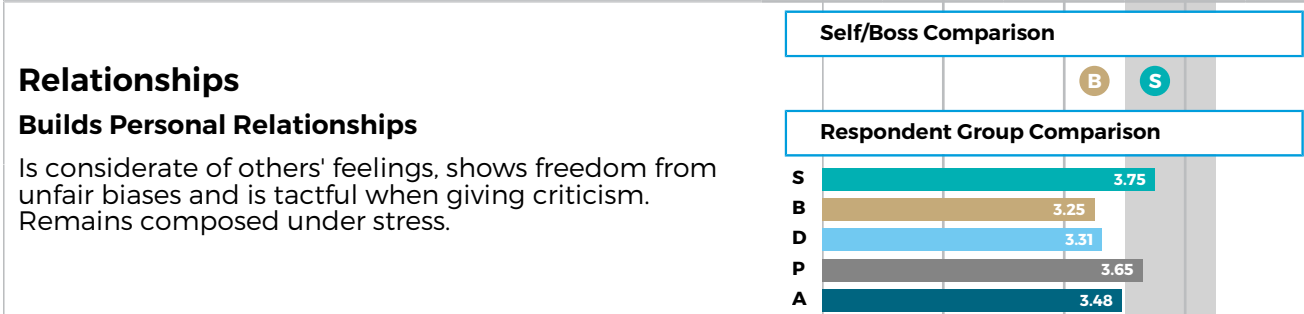 Self/Boss Comparison
Relationships
B S
Builds Personal Relationships
Respondent Group Comparison
Is considerate of others' feelings, shows freedom from
unfair biases and is tactful when giving criticism.
Remains composed under stress.
S 3.75
B 3.25
D 3.31
P 3.65
A 3.48